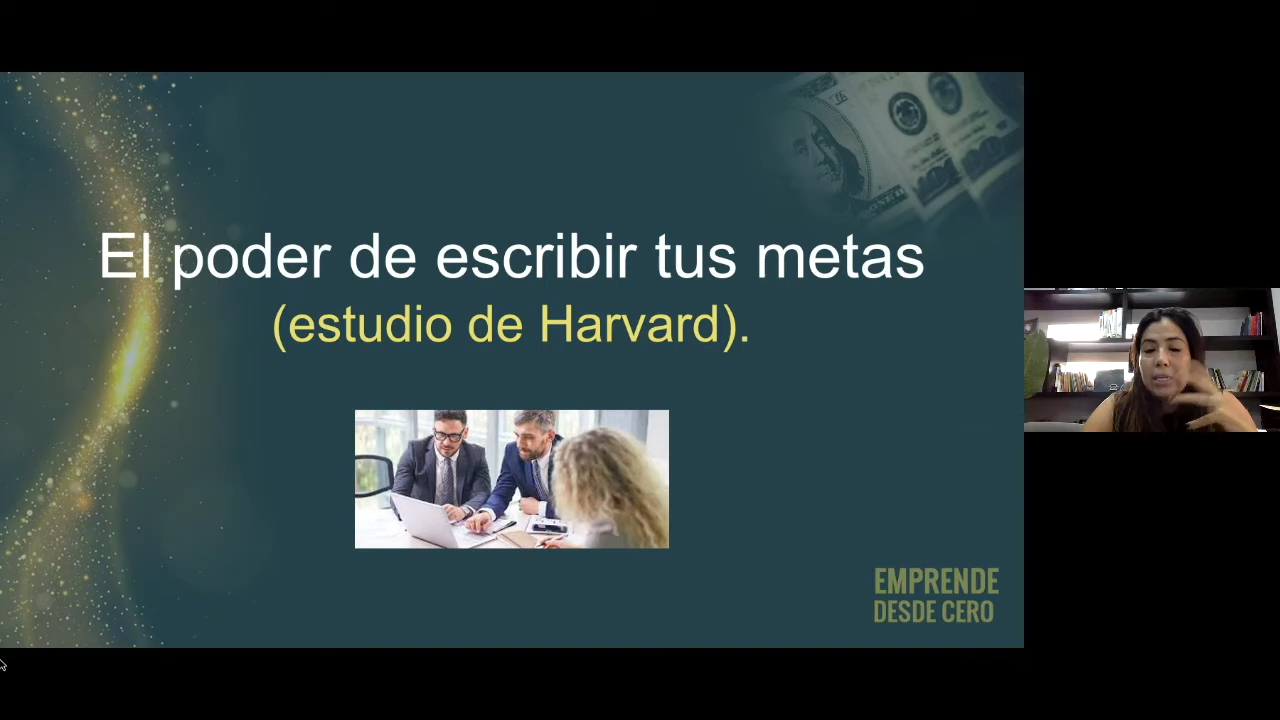 El poder de escribir tus metas
(estudio de Harvard).
EMPRENDE
DESDE CERO